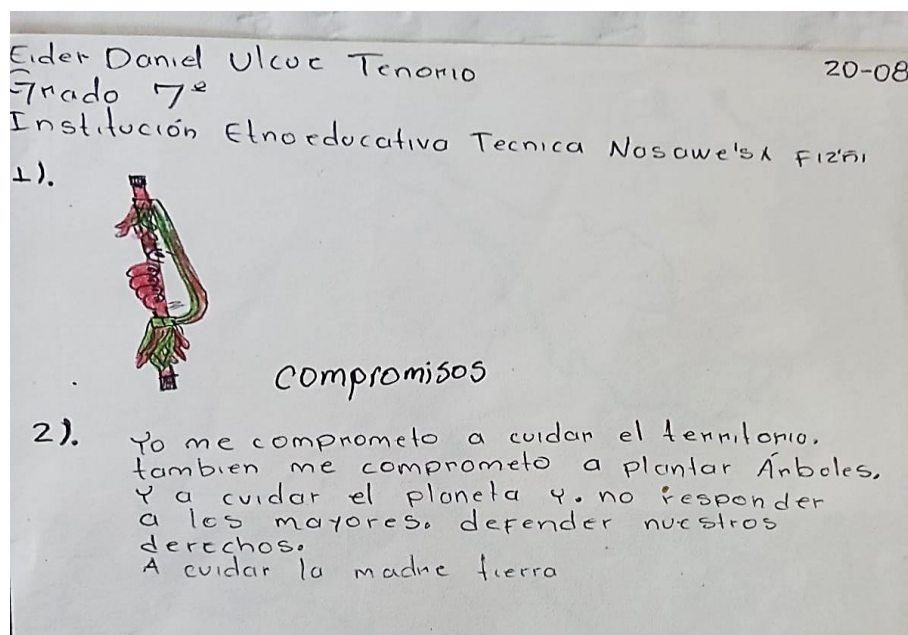 Eider Daniel Ulcue Tenorio 20-08
Grado 7º
Institución Etnoeducativa Tecnica Nasawe'sx Fiz'ñi
1).
compromisos
2). Yo me comprometo a cuidar el territorio.
tambien me comprometo a plantar Árboles,
Y a cuidar el planeta y. no responder
a los mayores. defender nuestros
derechos.
A cuidar la madre tierra